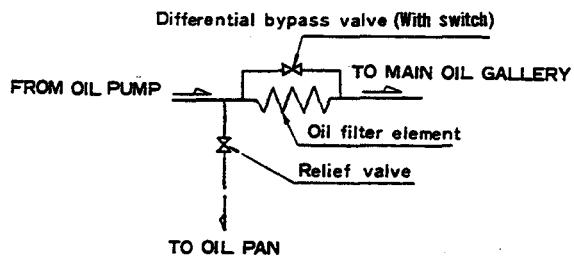 Differential bypass valve (With switch)
TO MAIN OIL GALLERY
FROM OIL PUMP
Oil filter element
Relief valve
TO OIL PAN